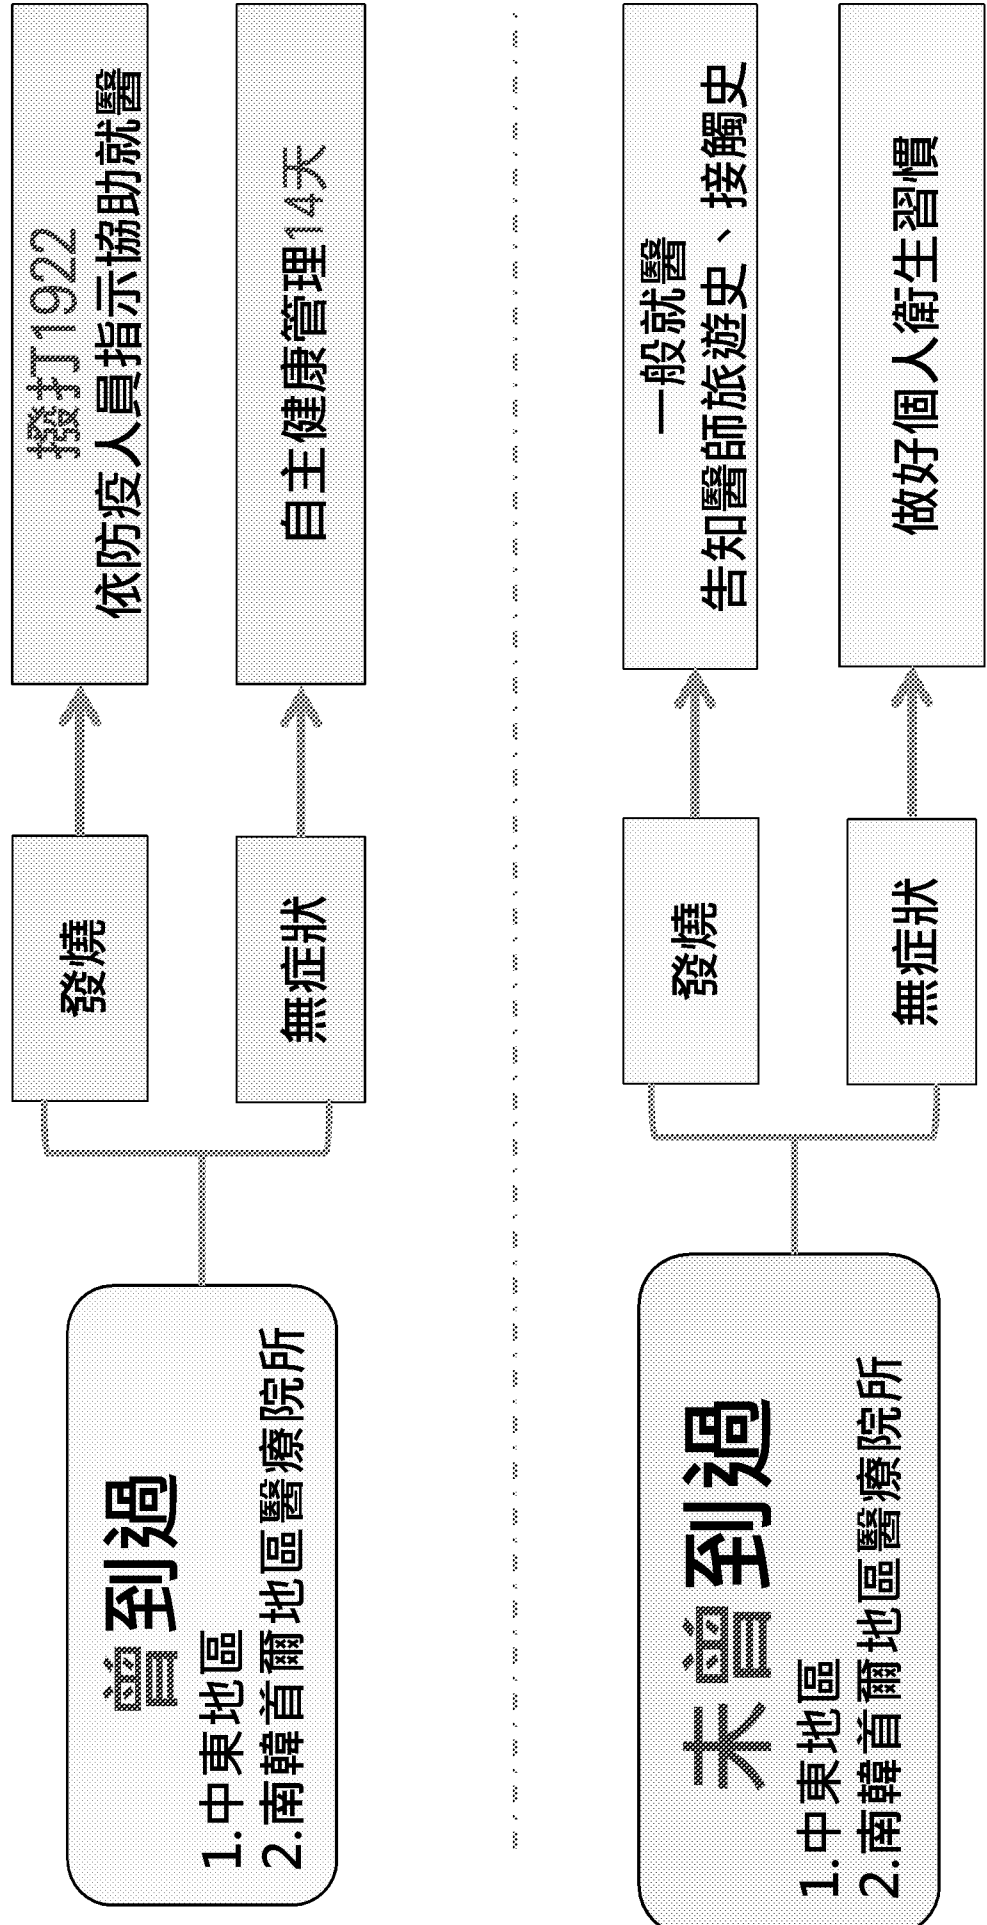 曾到過
1.中東地區
2.南韓首爾地區醫療院所
發燒
撥打1922
依防疫人員指示協助就醫
無症狀
自主健康管理14天
未曾到過
1.中東地區
2.南韓首爾地區醫療院所
發燒
一般就醫
告知醫師旅遊史、接觸史
無症狀
做好個人衛生習慣